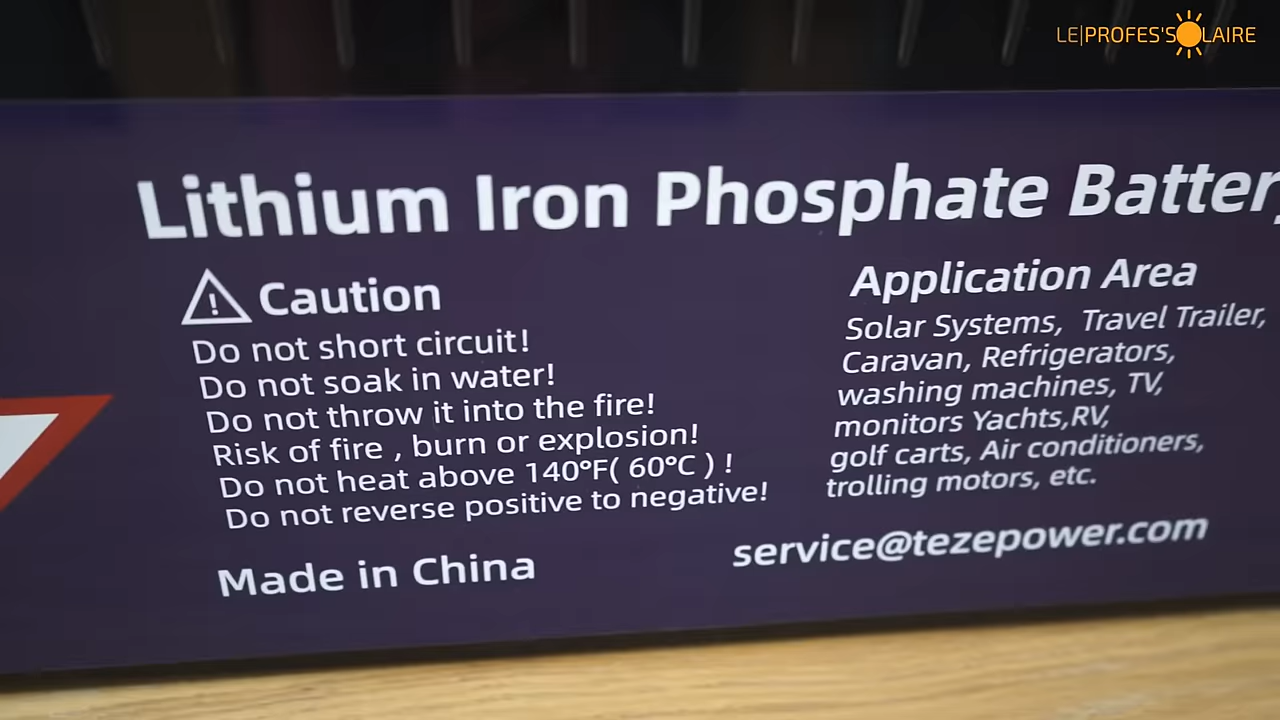 LE|PROFES'SOLAIRE
Lithium Iron Phosphate Batter
Caution
Do not short circuit!
Do not soak in water!
Do not throw it into the fire!
Risk of fire , burn or explosion!
Do not heat above 140°F( 60°C ) !
Do not reverse positive to negative!
Made in China
Application Area
Solar Systems, Travel Trailer,
Caravan, Refrigerators,
washing machines, TV,
monitors Yachts,RV,
golf carts, Air conditioners,
trolling motors, etc.
service@tezepower.com